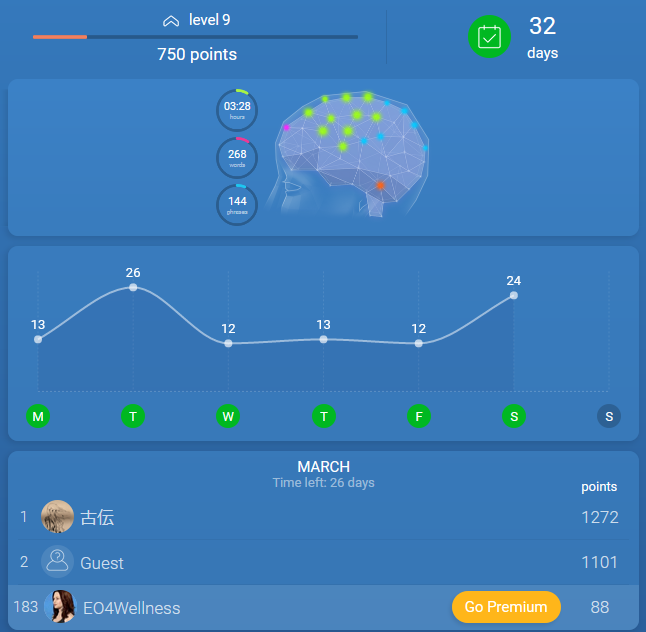 level 9
750 points
32
days
03:28
hours
268
words
144
phrases
13
26
12
13
12
24
M T W T F S S
MARCH
Time left: 26 days
points
1 古伝 1272
2 Guest 1101
183 EO4Wellness Go Premium 88